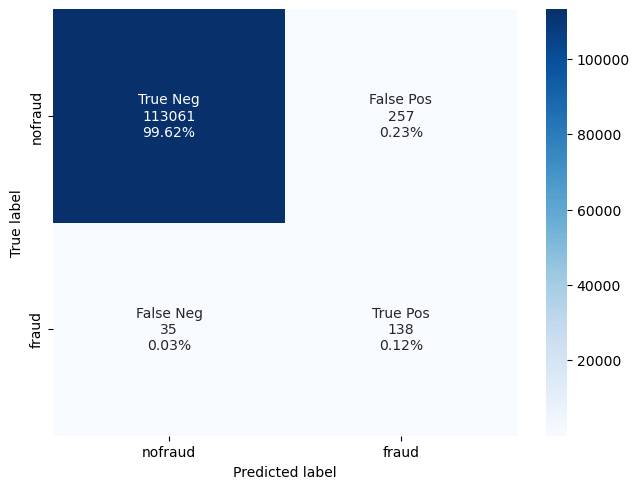 True Neg
113061
99.62%
False Pos
257
0.23%
False Neg
35
0.03%
True Pos
138
0.12%
nofraud
fraud
True label
nofraud
fraud
Predicted label
100000
80000
60000
40000
20000